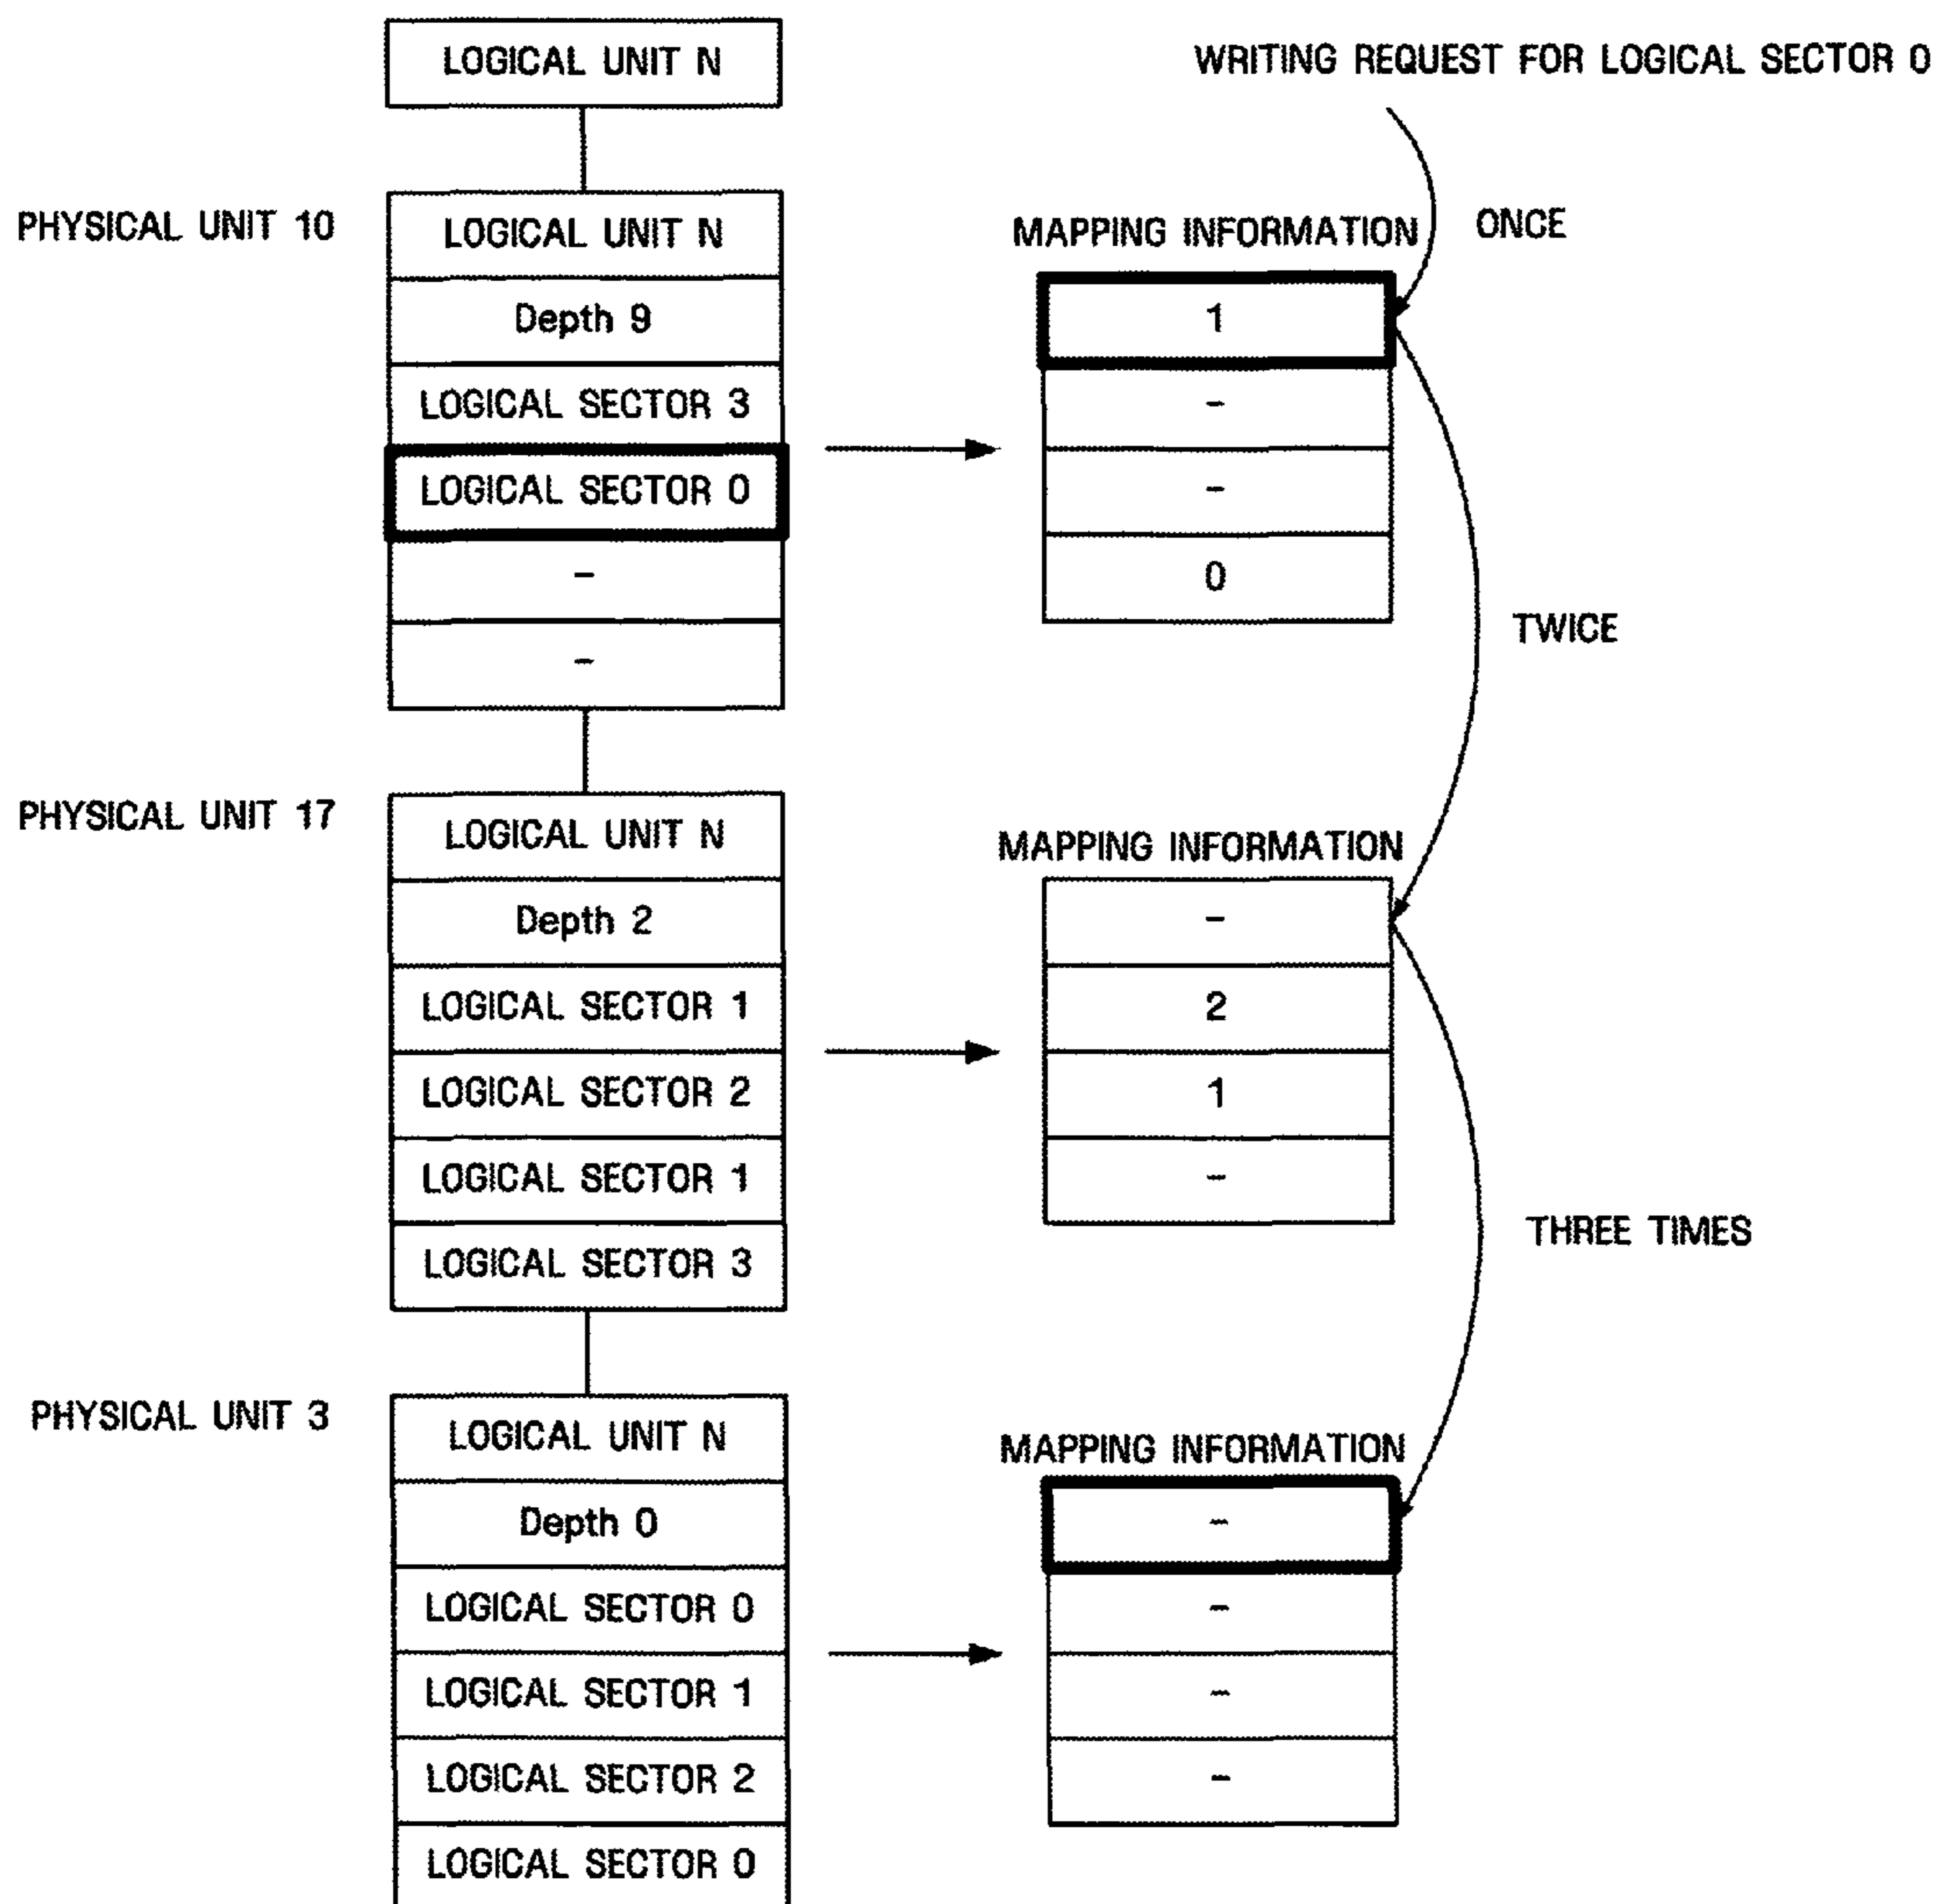 LOGICAL UNIT N
WRITING REQUEST FOR LOGICAL SECTOR 0
PHYSICAL UNIT 10
LOGICAL UNIT N
Depth 9
LOGICAL SECTOR 3
LOGICAL SECTOR 0
-
-
MAPPING INFORMATION
ONCE
1
-
-
0
TWICE
PHYSICAL UNIT 17
LOGICAL UNIT N
Depth 2
LOGICAL SECTOR 1
LOGICAL SECTOR 2
LOGICAL SECTOR 1
LOGICAL SECTOR 3
MAPPING INFORMATION
-
2
1
-
THREE TIMES
PHYSICAL UNIT 3
LOGICAL UNIT N
Depth 0
LOGICAL SECTOR 0
LOGICAL SECTOR 1
LOGICAL SECTOR 2
LOGICAL SECTOR 0
MAPPING INFORMATION
-
-
-
-